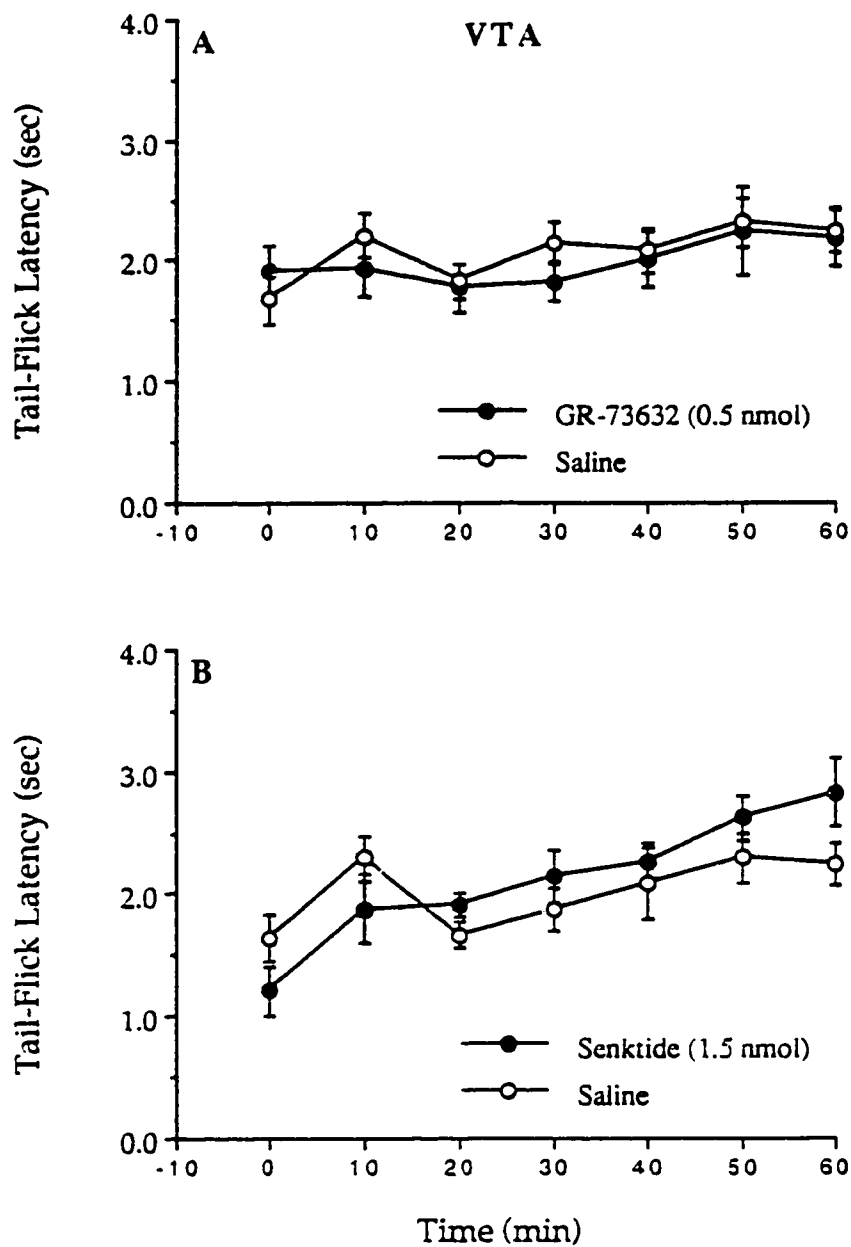 A
VTA
Tail-Flick Latency (sec)
4.0
3.0
2.0
1.0
0.0
GR-73632 (0.5 nmol)
Saline
-10 0 10 20 30 40 50 60
B
Tail-Flick Latency (sec)
4.0
3.0
2.0
1.0
0.0
Senktide (1.5 nmol)
Saline
-10 0 10 20 30 40 50 60
Time (min)